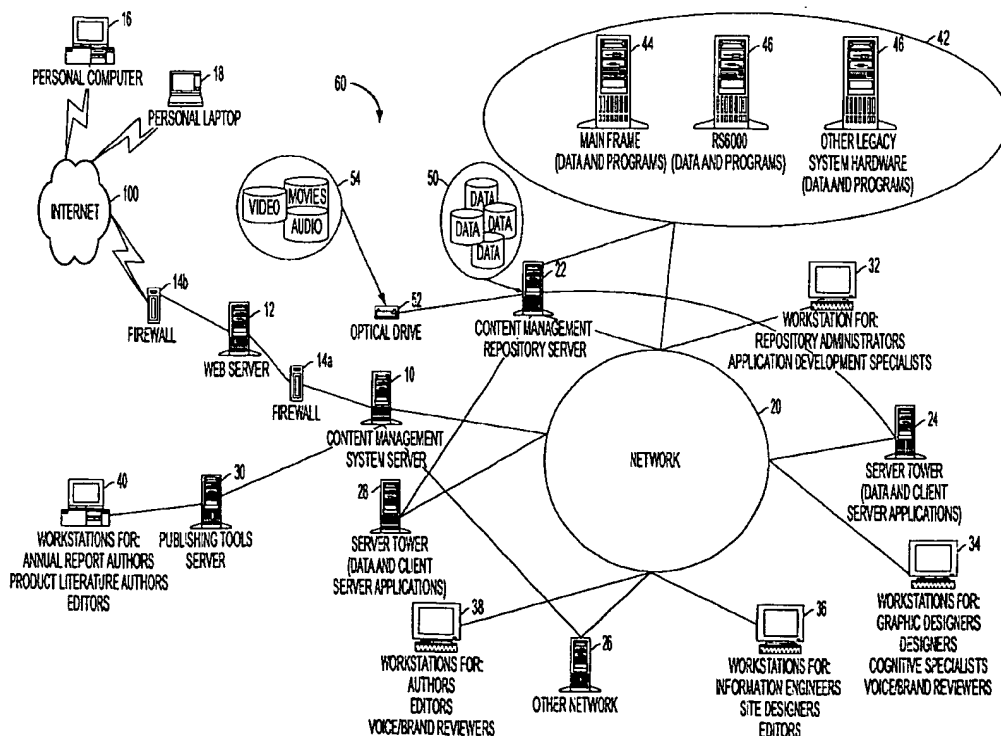 16
PERSONAL COMPUTER
18
PERSONAL LAPTOP
60
44
46
46
42
MAIN FRAME
(DATA AND PROGRAMS)
RS6000
(DATA AND PROGRAMS)
OTHER LEGACY
SYSTEM HARDWARE
(DATA AND PROGRAMS)
100
INTERNET
54
VIDEO
MOVIES
AUDIO
50
DATA
DATA
DATA
DATA
22
CONTENT MANAGEMENT
REPOSITORY SERVER
32
WORKSTATION FOR:
REPOSITORY ADMINISTRATORS
APPLICATION DEVELOPMENT SPECIALISTS
14b
FIREWALL
12
WEB SERVER
52
OPTICAL DRIVE
14a
FIREWALL
10
CONTENT MANAGEMENT
SYSTEM SERVER
20
NETWORK
24
SERVER TOWER
(DATA AND CLIENT
SERVER APPLICATIONS)
40
WORKSTATIONS FOR:
ANNUAL REPORT AUTHORS
PRODUCT LITERATURE AUTHORS
EDITORS
30
PUBLISHING TOOLS
SERVER
28
SERVER TOWER
(DATA AND CLIENT
SERVER APPLICATIONS)
34
WORKSTATIONS FOR:
GRAPHIC DESIGNERS
DESIGNERS
COGNITIVE SPECIALISTS
VOICE/BRAND REVIEWERS
38
WORKSTATIONS FOR:
AUTHORS
EDITORS
VOICE/BRAND REVIEWERS
26
OTHER NETWORK
36
WORKSTATIONS FOR:
INFORMATION ENGINEERS
SITE DESIGNERS
EDITORS